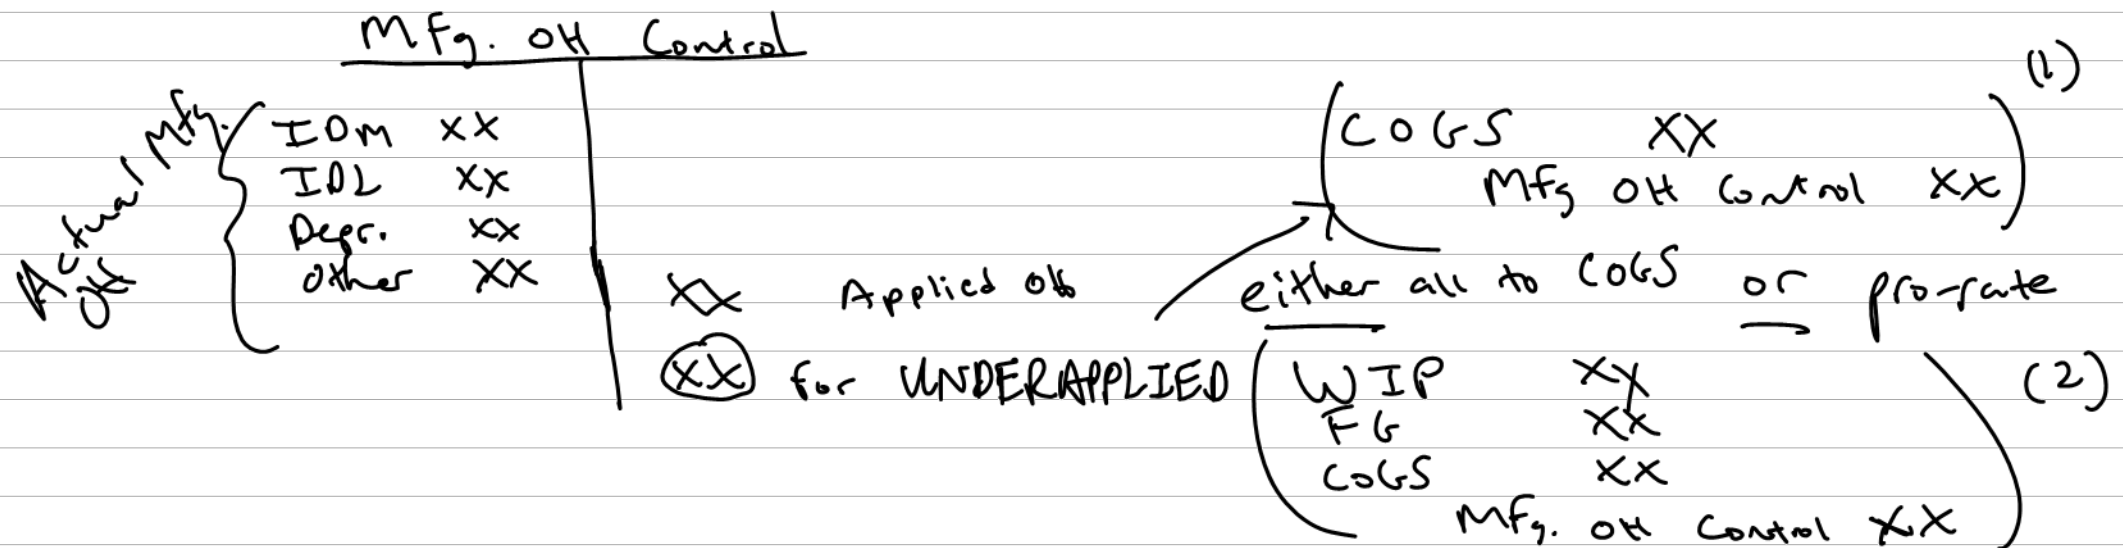 Mfg. OH Control
(1)
Actual Mfg. OH
IDM XX
IDL XX
Depr. XX
other XX
COGS XX
Mfg OH Control XX
XX Applied OH either all to COGS or pro-rate
XX for UNDERAPPLIED
(2)
WIP XX
FG XX
COGS XX
Mfg. OH Control XX